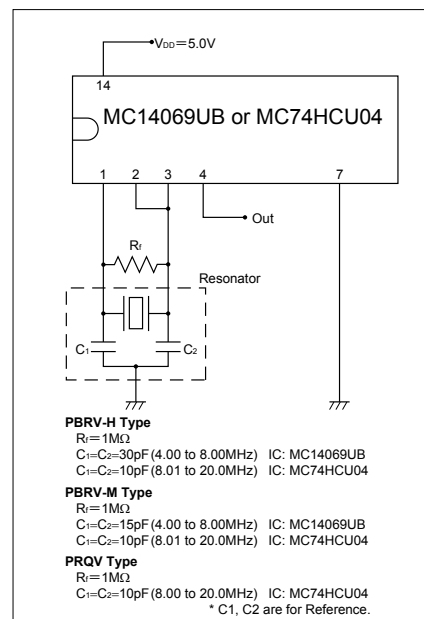 VDD=5.0V
14
MC14069UB or MC74HCU04
1 2 3 4 7
Out
Rf
Resonator
C1 C2
PBRV-H Type
Rf=1MΩ
C1=C2=30pF(4.00 to 8.00MHz) IC: MC14069UB
C1=C2=10pF(8.01 to 20.0MHz) IC: MC74HCU04
PBRV-M Type
Rf=1MΩ
C1=C2=15pF(4.00 to 8.00MHz) IC: MC14069UB
C1=C2=10pF(8.01 to 20.0MHz) IC: MC74HCU04
PRQV Type
Rf=1MΩ
C1=C2=10pF(8.00 to 20.0MHz) IC: MC74HCU04
* C1, C2 are for Reference.